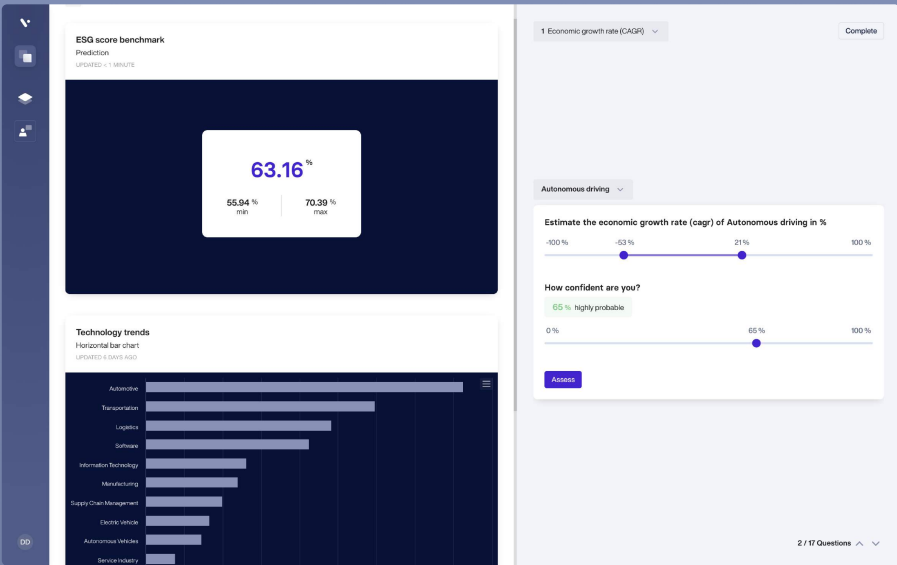 ESG score benchmark
Prediction
UPDATED < 1 MINUTE
63.16 %
55.94 % 70.39 %
min max
Technology trends
Horizontal bar chart
UPDATED 6 DAYS AGO
Automotive
Transportation
Logistics
Software
Information Technology
Manufacturing
Supply Chain Management
Electric Vehicle
Autonomous Vehicles
Service Industry
DD
1 Economic growth rate (CAGR)
Complete
Autonomous driving
Estimate the economic growth rate (cagr) of Autonomous driving in %
-100 % -53 % 21 % 100 %
How confident are you?
65 % highly probable
0 % 65 % 100 %
Assess
2 / 17 Questions